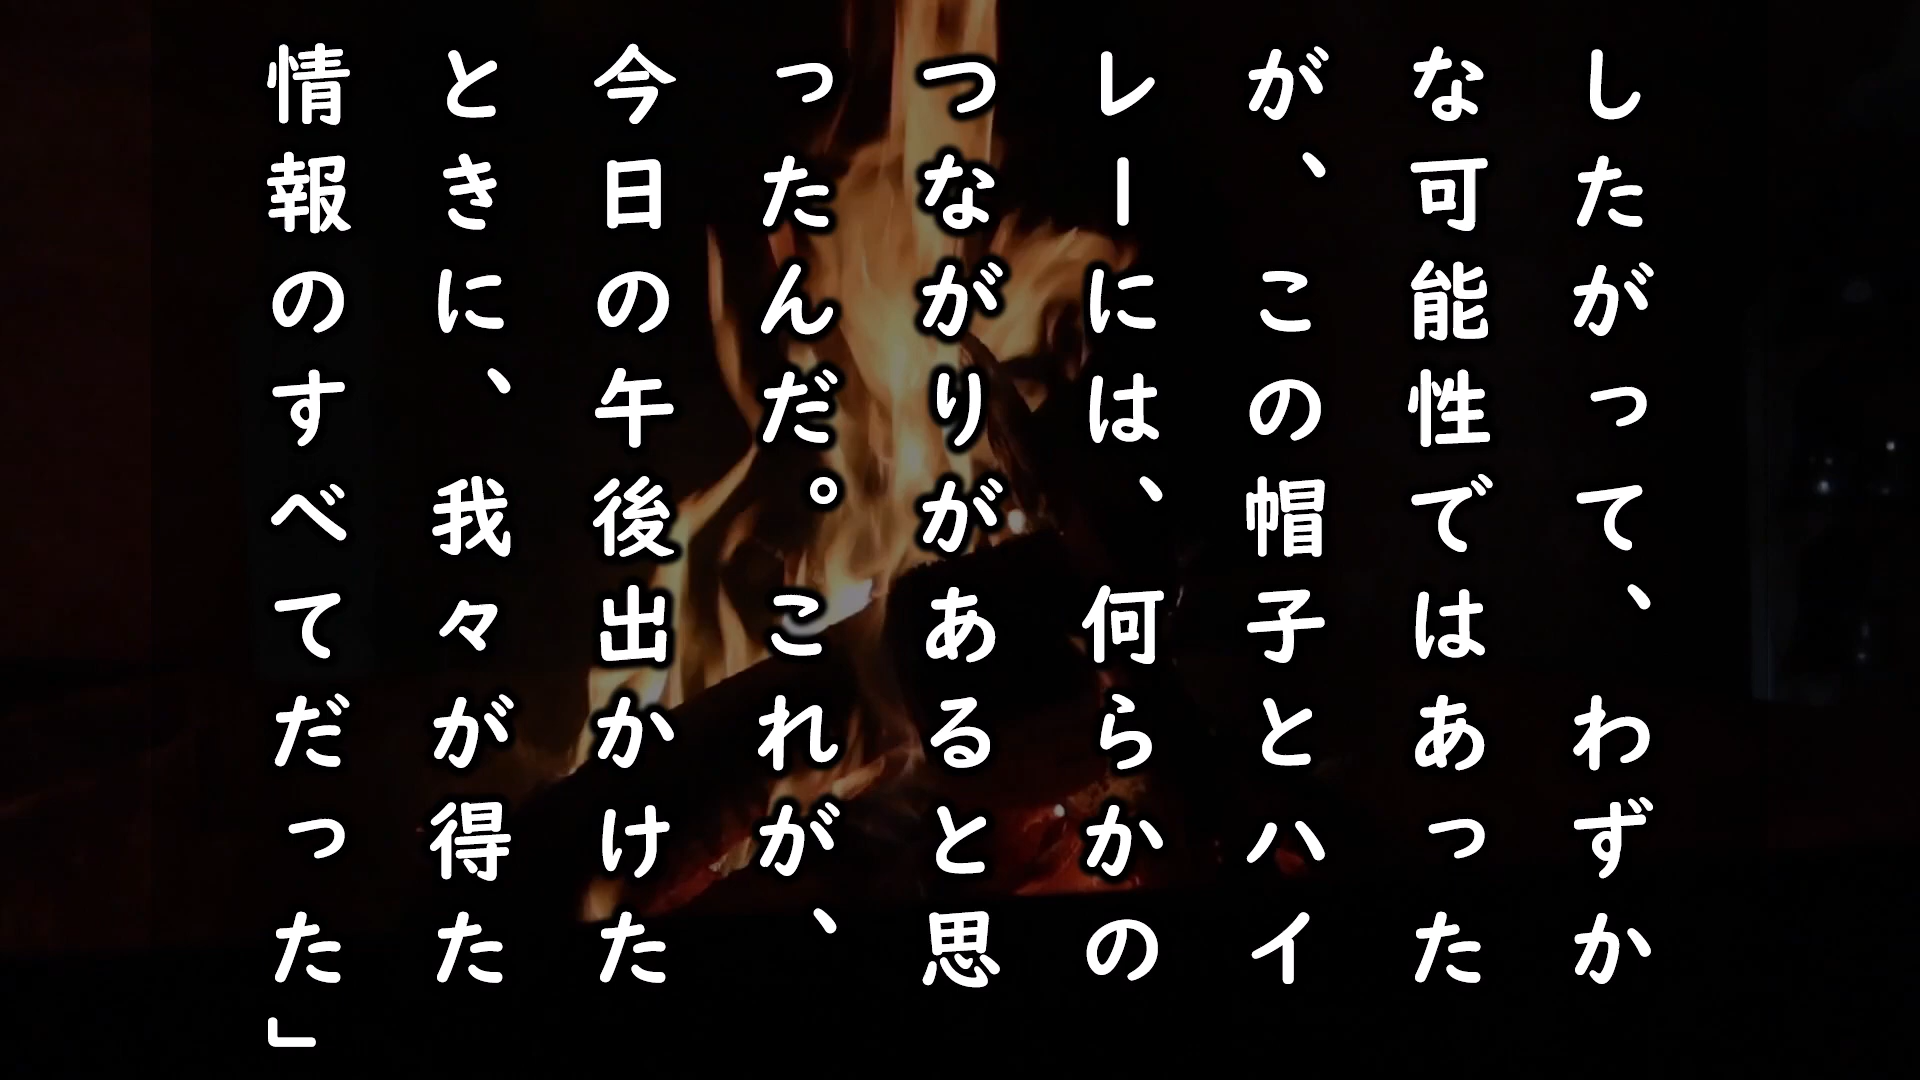 したがって、わずか
な可能性ではあった
が、この帽子とハイ
レーには、何らかの
つながりがあると思
ったんだ。これが、
今日の午後出かけた
ときに、我々が得た
情報のすべてだった」